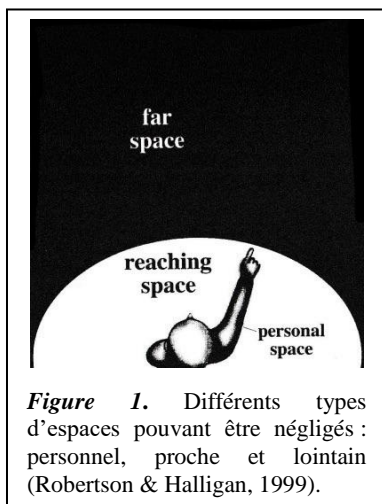 far
space
reaching
space
personal
space
Figure 1. Différents types
d'espaces pouvant être négligés :
personnel, proche et lointain
(Robertson & Halligan, 1999).